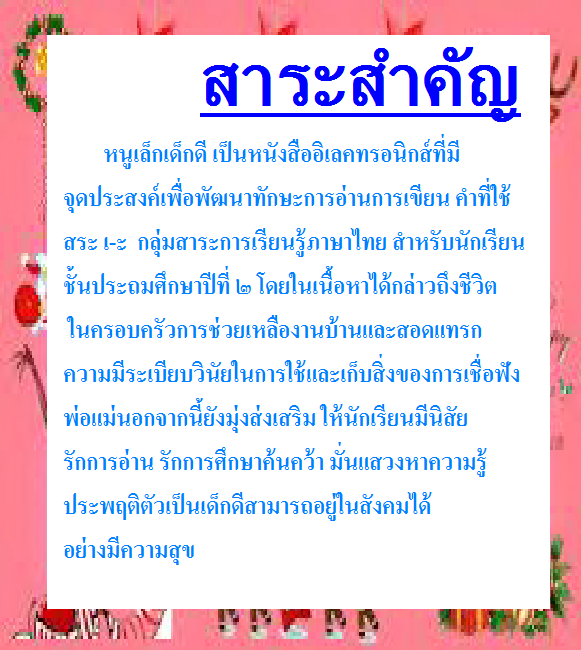 สาระสำคัญ
หนูเล็กเด็กดี เป็นหนังสืออิเลคทรอนิกส์ที่มี
จุดประสงค์เพื่อพัฒนาทักษะการอ่านการเขียน คำที่ใช้
สระ เ-ะ กลุ่มสาระการเรียนรู้ภาษาไทย สำหรับนักเรียน
ชั้นประถมศึกษาปีที่ ๒ โดยในเนื้อหาได้กล่าวถึงชีวิต
ในครอบครัวการช่วยเหลืองานบ้านและสอดแทรก
ความมีระเบียบวินัยในการใช้และเก็บสิ่งของการเชื่อฟัง
พ่อแม่นอกจากนี้ยังมุ่งส่งเสริม ให้นักเรียนมีนิสัย
รักการอ่าน รักการศึกษาค้นคว้า มั่นแสวงหาความรู้
ประพฤติตัวเป็นเด็กดีสามารถอยู่ในสังคมได้
อย่างมีความสุข